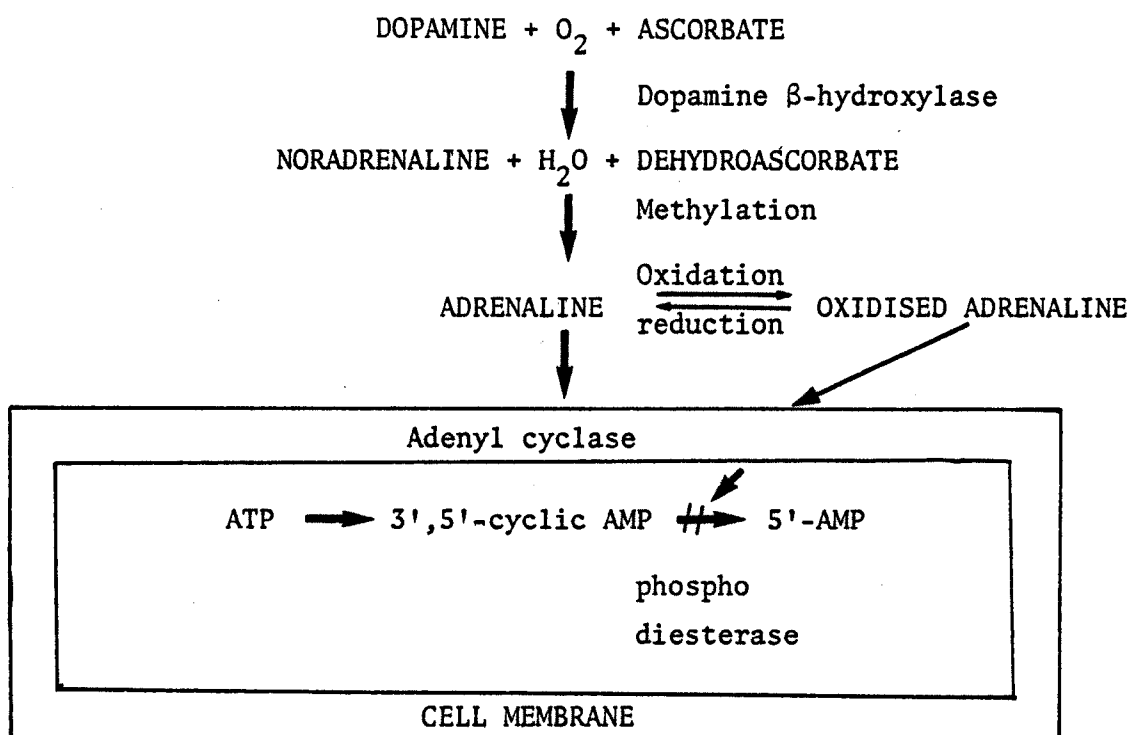 DOPAMINE + O2 + ASCORBATE
Dopamine β-hydroxylase
NORADRENALINE + H2O + DEHYDROASCORBATE
Methylation
Oxidation
ADRENALINE
OXIDISED ADRENALINE
reduction
Adenyl cyclase
ATP 3',5'-cyclic AMP 5'-AMP
phospho
diesterase
CELL MEMBRANE